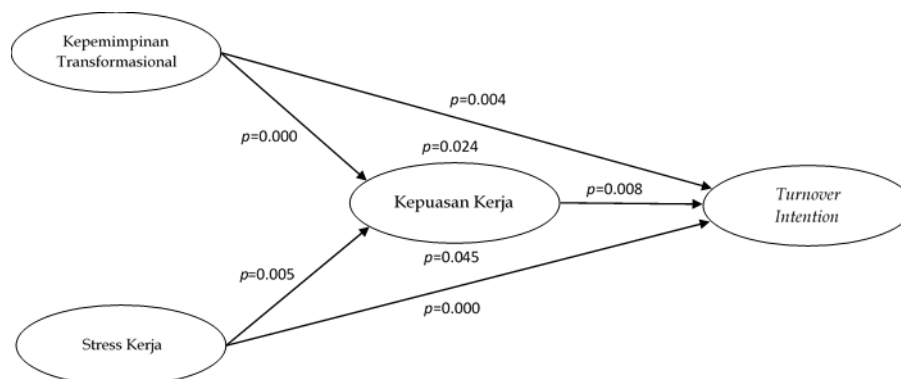 Kepemimpinan
Transformasional
p=0.004
p=0.000
p=0.024
Kepuasan Kerja
p=0.008
Turnover
Intention
p=0.005
p=0.045
p=0.000
Stress Kerja